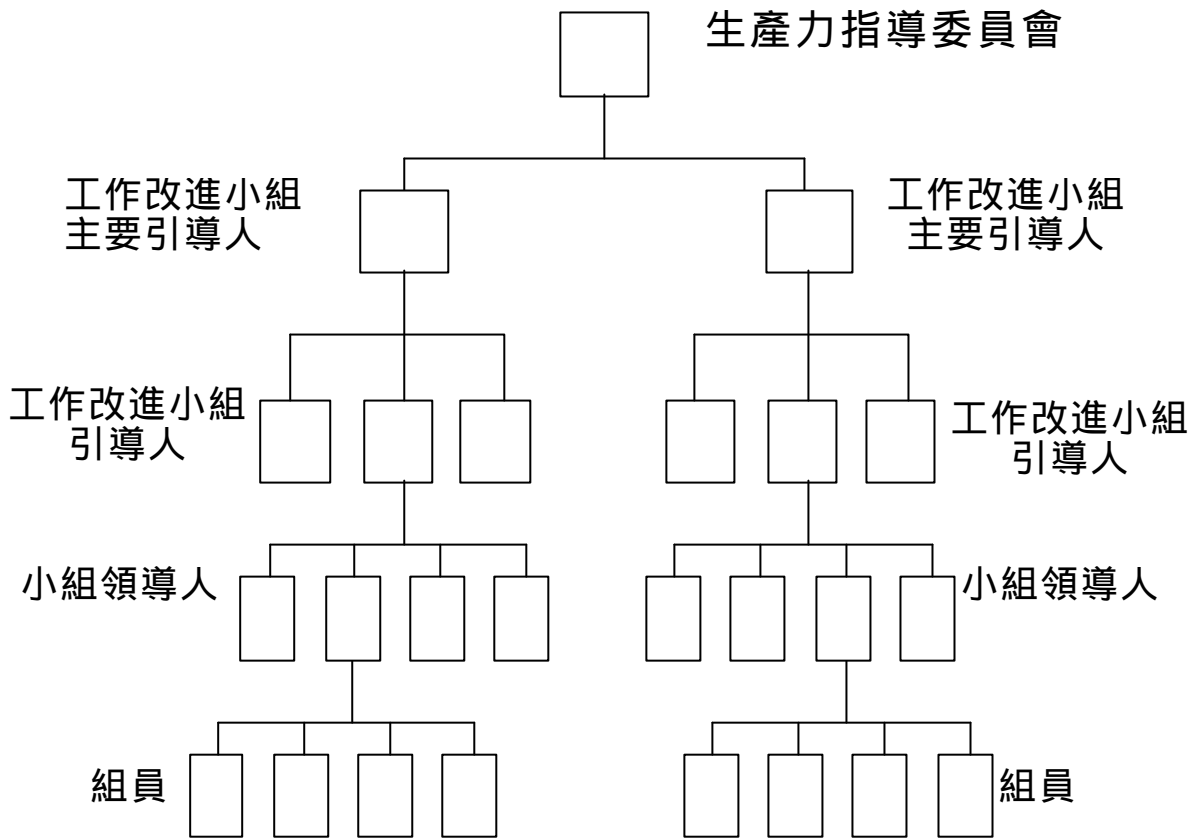 生產力指導委員會
工作改進小組
主要引導人
工作改進小組
主要引導人
工作改進小組
引導人
工作改進小組
引導人
小組領導人
小組領導人
組員
組員